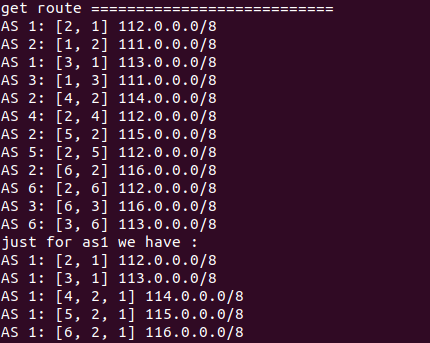 get route ===========================
AS 1: [2, 1] 112.0.0.0/8
AS 2: [1, 2] 111.0.0.0/8
AS 1: [3, 1] 113.0.0.0/8
AS 3: [1, 3] 111.0.0.0/8
AS 2: [4, 2] 114.0.0.0/8
AS 4: [2, 4] 112.0.0.0/8
AS 2: [5, 2] 115.0.0.0/8
AS 5: [2, 5] 112.0.0.0/8
AS 2: [6, 2] 116.0.0.0/8
AS 6: [2, 6] 112.0.0.0/8
AS 3: [6, 3] 116.0.0.0/8
AS 6: [3, 6] 113.0.0.0/8
just for as1 we have :
AS 1: [2, 1] 112.0.0.0/8
AS 1: [3, 1] 113.0.0.0/8
AS 1: [4, 2, 1] 114.0.0.0/8
AS 1: [5, 2, 1] 115.0.0.0/8
AS 1: [6, 2, 1] 116.0.0.0/8